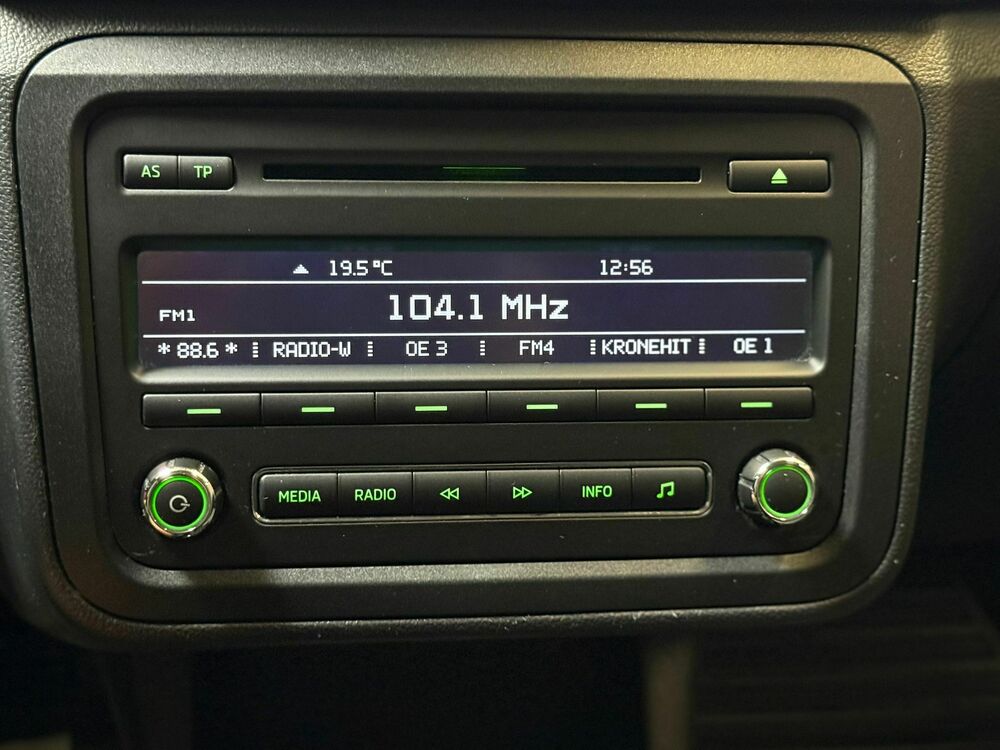 AS TP
19.5°C 12:56
104.1 MHz
FM1
*88.6* RADIO-W OE 3 FM4 KRONEHIT OE 1
MEDIA RADIO INFO